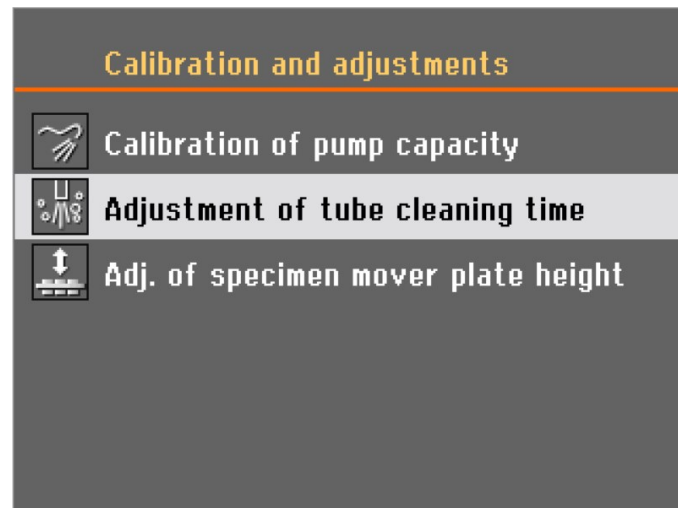 Calibration and adjustments
Calibration of pump capacity
Adjustment of tube cleaning time
Adj. of specimen mover plate height